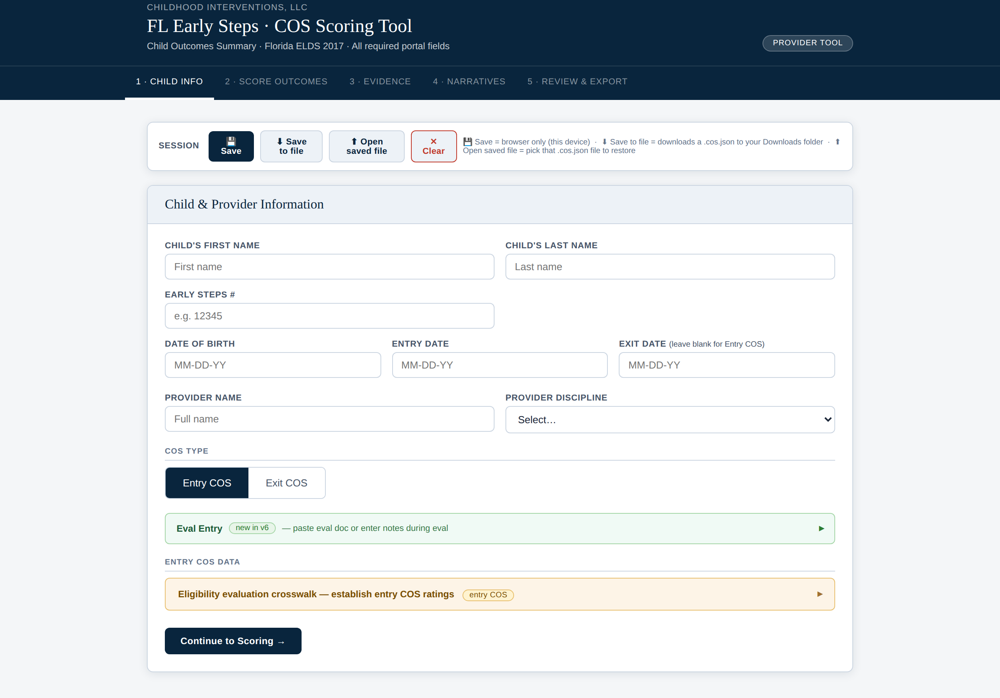 CHILDHOOD INTERVENTIONS, LLC
FL Early Steps · COS Scoring Tool
Child Outcomes Summary · Florida ELDS 2017 · All required portal fields
PROVIDER TOOL
1 · CHILD INFO
2 · SCORE OUTCOMES
3 · EVIDENCE
4 · NARRATIVES
5 · REVIEW & EXPORT
SESSION
💾 Save
⬇ Save to file
⬆ Open saved file
✕ Clear
💾 Save = browser only (this device) · ⬇ Save to file = downloads a .cos.json to your Downloads folder · ⬆
Open saved file = pick that .cos.json file to restore
Child & Provider Information
CHILD'S FIRST NAME
CHILD'S LAST NAME
First name
Last name
EARLY STEPS #
e.g. 12345
DATE OF BIRTH
ENTRY DATE
EXIT DATE (leave blank for Entry COS)
MM-DD-YY
MM-DD-YY
MM-DD-YY
PROVIDER NAME
PROVIDER DISCIPLINE
Full name
Select…
COS TYPE
Entry COS
Exit COS
Eval Entry new in v6 — paste eval doc or enter notes during eval ▶
ENTRY COS DATA
Eligibility evaluation crosswalk — establish entry COS ratings entry COS ▶
Continue to Scoring →